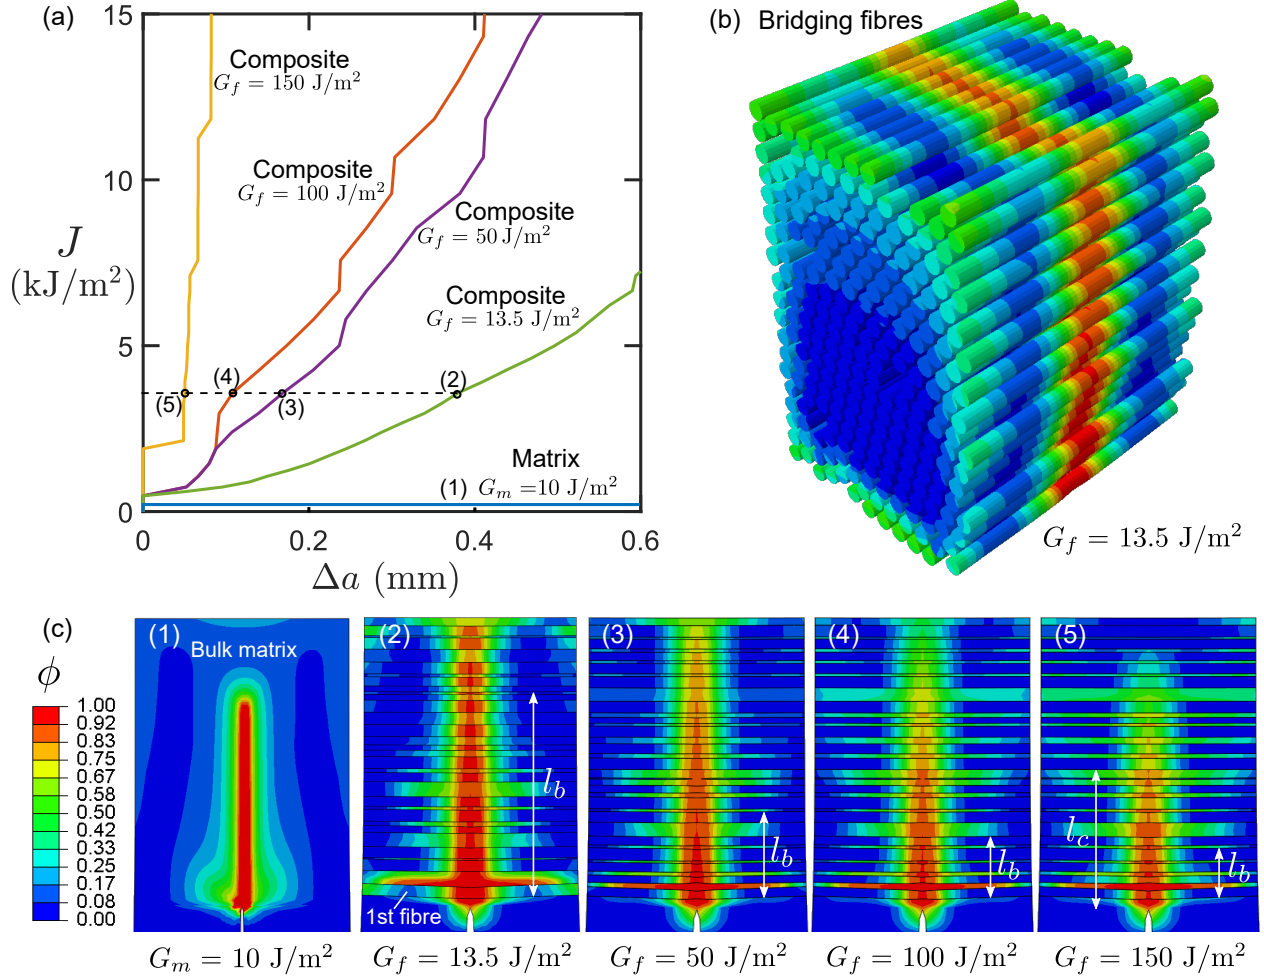 (a)
15
10
5
0
J
(kJ/m²)
Composite
G_f = 150 J/m²
Composite
G_f = 100 J/m²
Composite
G_f = 50 J/m²
Composite
G_f = 13.5 J/m²
(5)
(4)
(3)
(2)
Matrix
(1) G_m =10 J/m²
0 0.2 0.4 0.6
Δa (mm)
(b) Bridging fibres
G_f = 13.5 J/m²
(c)
ϕ
1.00
0.92
0.83
0.75
0.67
0.58
0.50
0.42
0.33
0.25
0.17
0.08
0.00
(1)
Bulk matrix
G_m = 10 J/m²
(2)
l_b
1st fibre
G_f = 13.5 J/m²
(3)
l_b
G_f = 50 J/m²
(4)
l_b
G_f = 100 J/m²
(5)
l_c
l_b
G_f = 150 J/m²